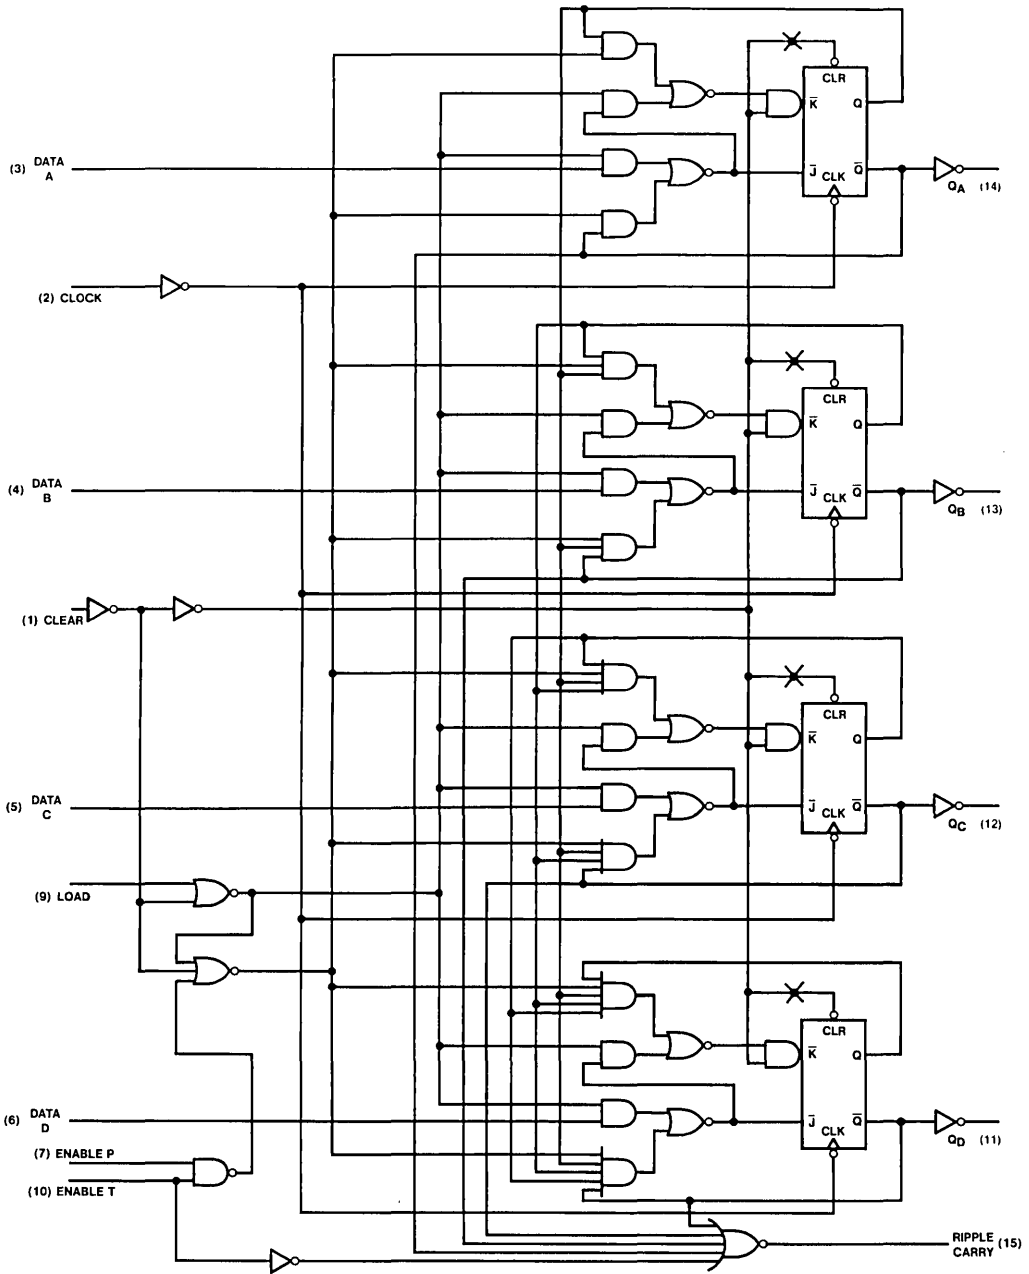 CLR
K̅ Q
(3) DATA A
J̅ CLK Q̅
QA (14)
(2) CLOCK
CLR
K̅ Q
(4) DATA B
J̅ CLK Q̅
QB (13)
(1) CLEAR
CLR
K̅ Q
(5) DATA C
J̅ CLK Q̅
QC (12)
(9) LOAD
CLR
K̅ Q
(6) DATA D
J̅ CLK Q̅
QD (11)
(7) ENABLE P
(10) ENABLE T
RIPPLE
CARRY (15)